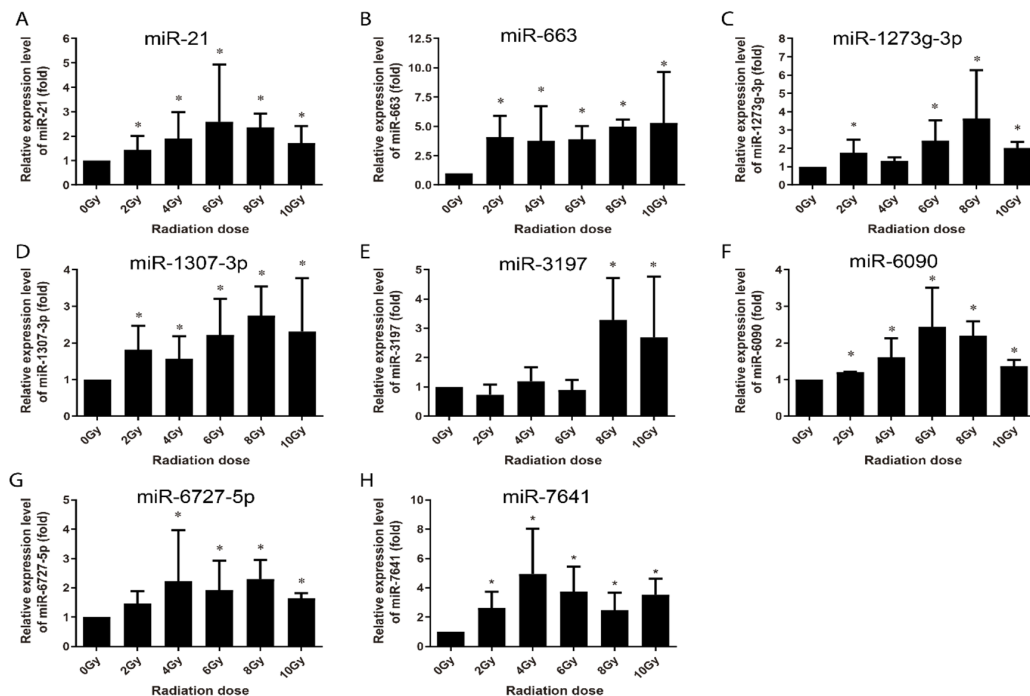 A
miR-21
Relative expression level
of miR-21 (fold)
6
5
4
3
2
1
0
0Gy
2Gy
4Gy
6Gy
8Gy
10Gy
Radiation dose
*
*
*
*
*
B
miR-663
Relative expression level
of miR-663 (fold)
12.5
10.0
7.5
5.0
2.5
0.0
0Gy
2Gy
4Gy
6Gy
8Gy
10Gy
Radiation dose
*
*
*
*
*
C
miR-1273g-3p
Relative expression level
of miR-1273g-3p (fold)
8
7
6
5
4
3
2
1
0
0Gy
2Gy
4Gy
6Gy
8Gy
10Gy
Radiation dose
*
*
*
*
D
miR-1307-3p
Relative expression level
of miR-1307-3p (fold)
4
3
2
1
0
0Gy
2Gy
4Gy
6Gy
8Gy
10Gy
Radiation dose
*
*
*
*
*
E
miR-3197
Relative expression level
of miR-3197 (fold)
5
4
3
2
1
0
0Gy
2Gy
4Gy
6Gy
8Gy
10Gy
Radiation dose
*
*
F
miR-6090
Relative expression level
of miR-6090 (fold)
4
3
2
1
0
0Gy
2Gy
4Gy
6Gy
8Gy
10Gy
Radiation dose
*
*
*
*
*
G
miR-6727-5p
Relative expression level
of miR-6727-5p (fold)
5
4
3
2
1
0
0Gy
2Gy
4Gy
6Gy
8Gy
10Gy
Radiation dose
*
*
*
*
H
miR-7641
Relative expression level
of miR-7641 (fold)
10
8
6
4
2
0
0Gy
2Gy
4Gy
6Gy
8Gy
10Gy
Radiation dose
*
*
*
*
*